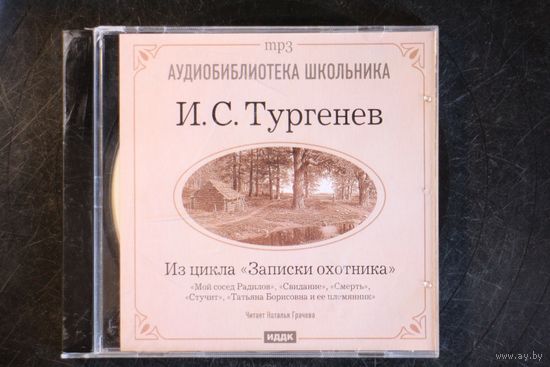 mp3
АУДИОБИБЛИОТЕКА ШКОЛЬНИКА
И. С. Тургенев
Из цикла «Записки охотника»
«Мой сосед Радилов», «Свидание», «Смерть»,
«Стучит», «Татьяна Борисовна и ее племянник»
Читает Наталья Грачева
ИДДК
www.ay.by